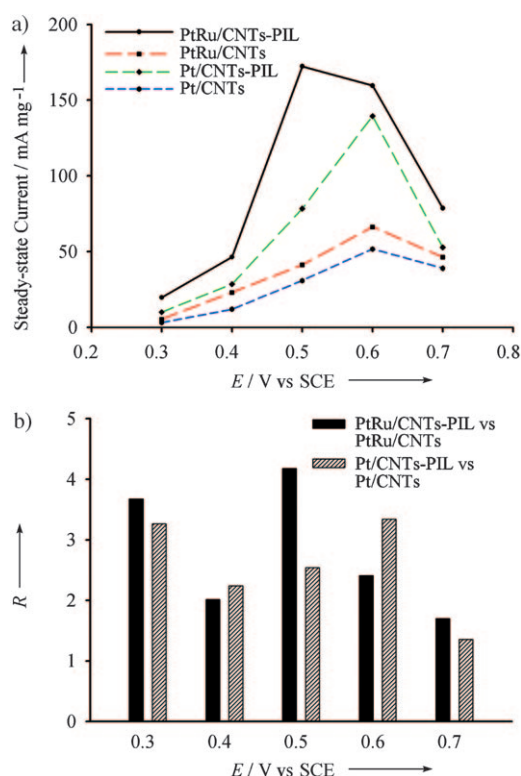 a)
200
150
100
50
0
Steady-state Current / mA mg⁻¹
PtRu/CNTs-PIL
PtRu/CNTs
Pt/CNTs-PIL
Pt/CNTs
0.2 0.3 0.4 0.5 0.6 0.7 0.8
E / V vs SCE
b)
5
4
3
2
1
0
R
PtRu/CNTs-PIL vs
PtRu/CNTs
Pt/CNTs-PIL vs
Pt/CNTs
0.3 0.4 0.5 0.6 0.7
E / V vs SCE